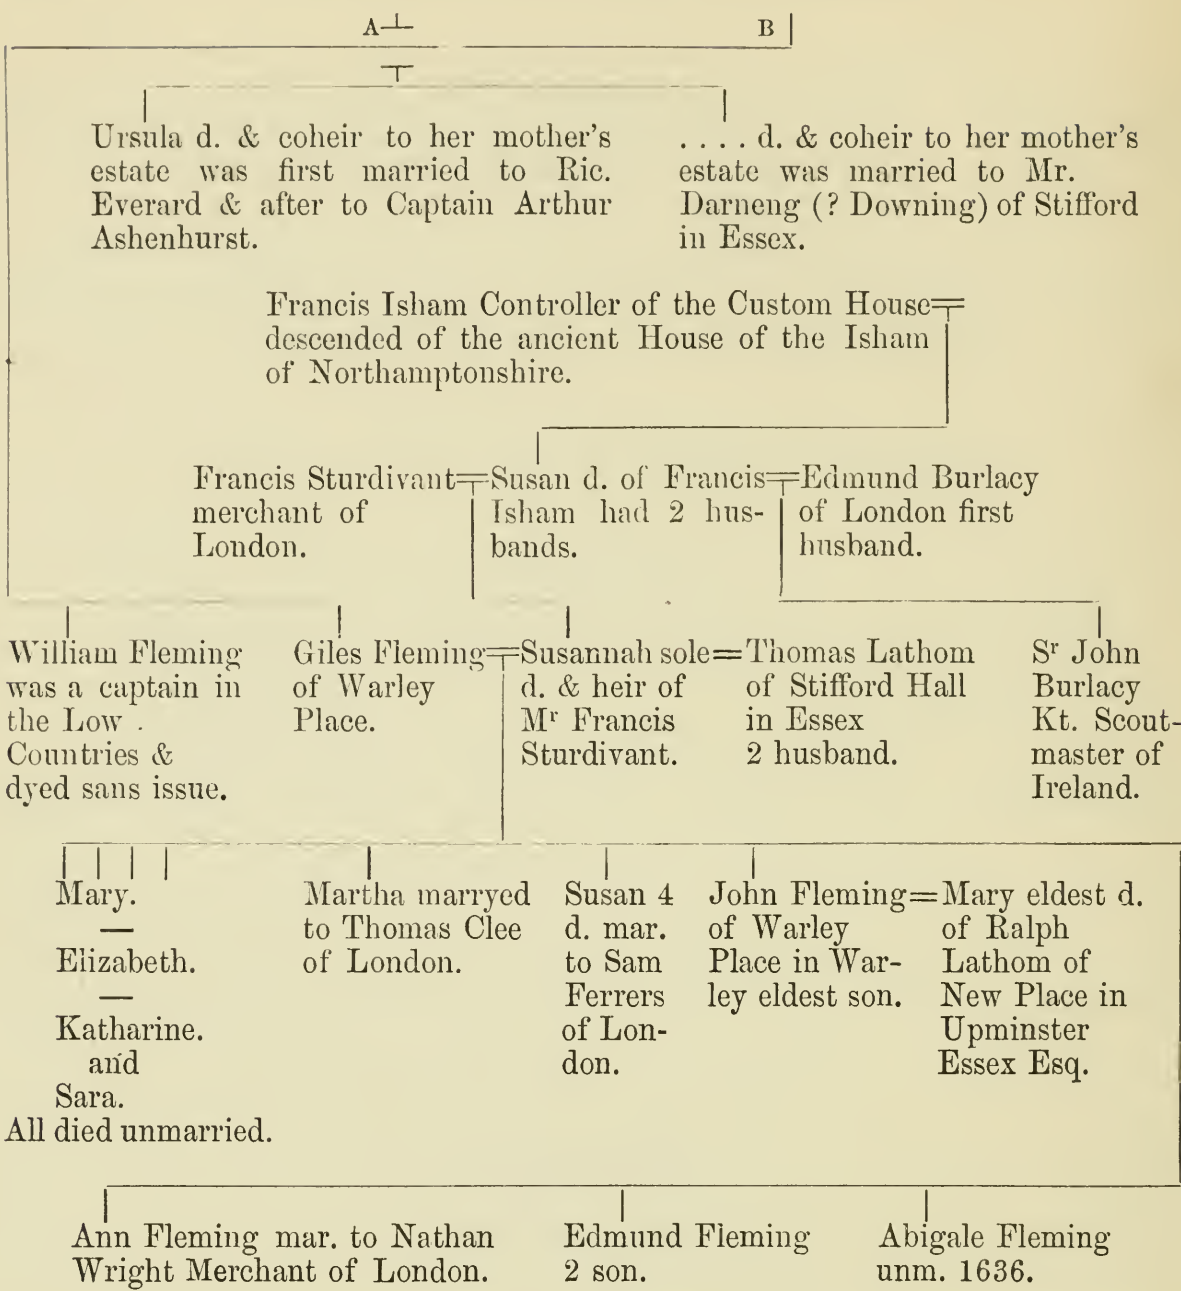 A B
Ursula d. & coheir to her mother's
estate was first married to Ric.
Everard & after to Captain Arthur
Ashenhurst.
. . . . d. & coheir to her mother's
estate was married to Mr.
Darneng (? Downing) of Stifford
in Essex.
Francis Isham Controller of the Custom House=
descended of the ancient House of the Isham
of Northamptonshire.
Francis Sturdivant=
merchant of
London.
Susan d. of Francis=
Isham had 2 hus-
bands.
Edmund Burlacy
of London first
husband.
William Fleming
was a captain in
the Low .
Countries &
dyed sans issue.
Giles Fleming=
of Warley
Place.
Susannah sole=
d. & heir of
Mr Francis
Sturdivant.
Thomas Lathom
of Stifford Hall
in Essex
2 husband.
Sr John
Burlacy
Kt. Scout-
master of
Ireland.
Mary.
—
Elizabeth.
—
Katharine.
and
Sara.
All died unmarried.
Martha marryed
to Thomas Clee
of London.
Susan 4
d. mar.
to Sam
Ferrers
of Lon-
don.
John Fleming=
of Warley
Place in War-
ley eldest son.
Mary eldest d.
of Ralph
Lathom of
New Place in
Upminster
Essex Esq.
Ann Fleming mar. to Nathan
Wright Merchant of London.
Edmund Fleming
2 son.
Abigale Fleming
unm. 1636.